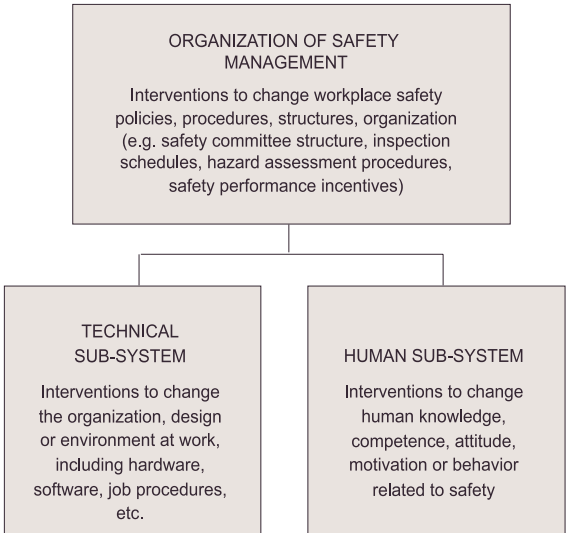 ORGANIZATION OF SAFETY
MANAGEMENT
Interventions to change workplace safety
policies, procedures, structures, organization
(e.g. safety committee structure, inspection
schedules, hazard assessment procedures,
safety performance incentives)
TECHNICAL
SUB-SYSTEM
Interventions to change
the organization, design
or environment at work,
including hardware,
software, job procedures,
etc.
HUMAN SUB-SYSTEM
Interventions to change
human knowledge,
competence, attitude,
motivation or behavior
related to safety